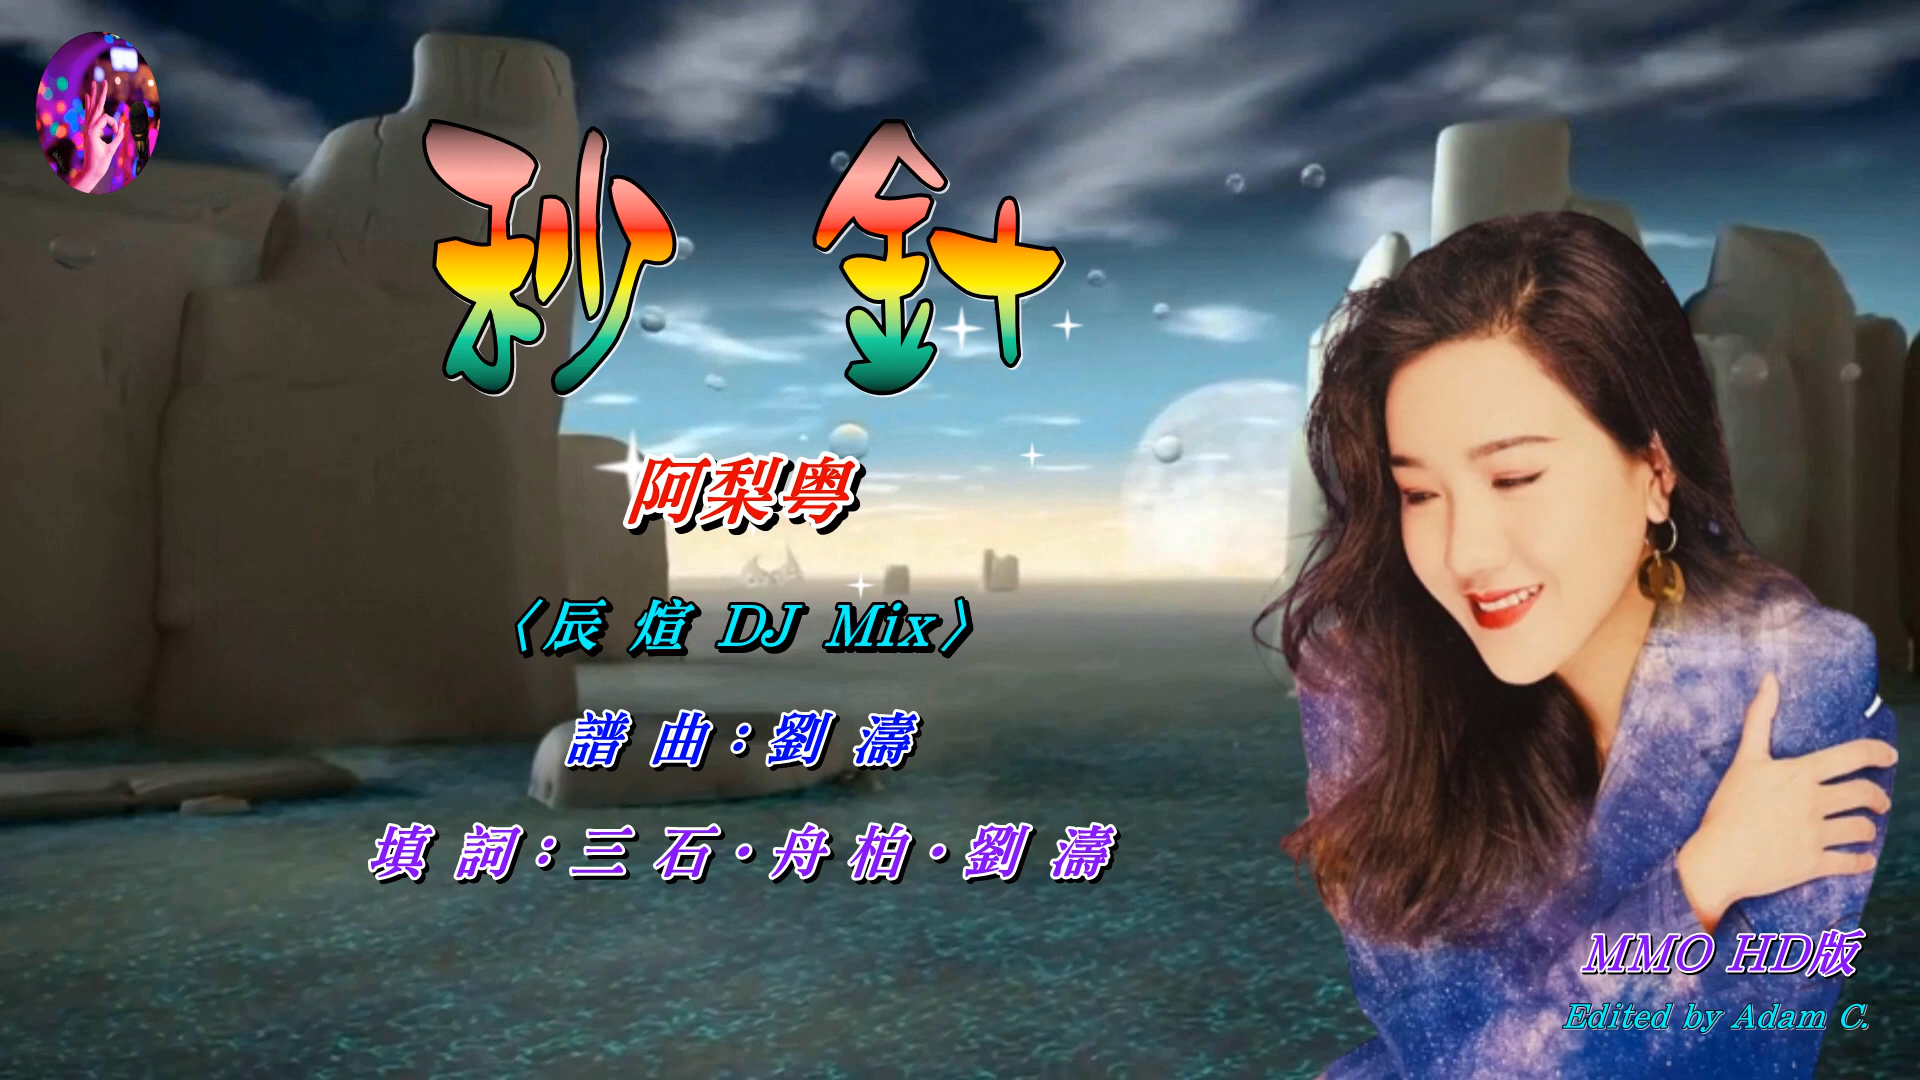 秒 針
阿梨粤
〈辰 煊 DJ Mix〉
譜 曲：劉 濤
填 詞：三 石·舟 柏·劉 濤
MMO HD版
Edited by Adam C.